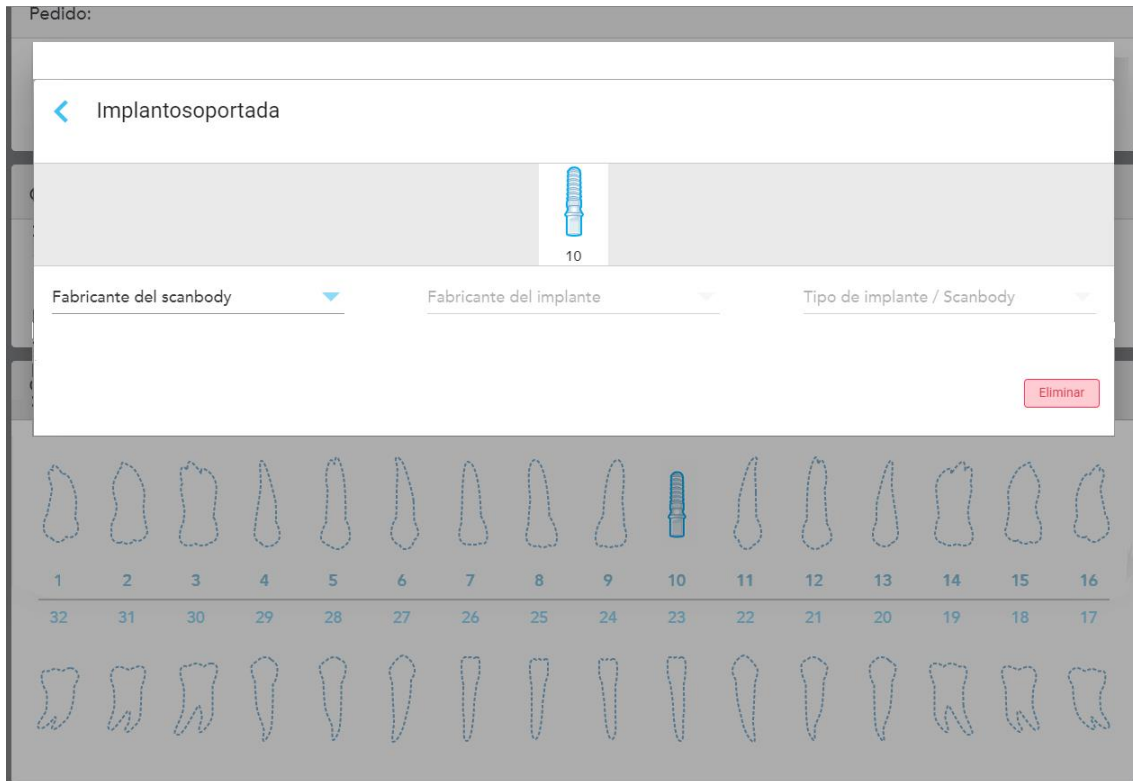 Pedido:
Implantosoportada
10
Fabricante del scanbody
Fabricante del implante
Tipo de implante / Scanbody
Eliminar
1 2 3 4 5 6 7 8 9 10 11 12 13 14 15 16
32 31 30 29 28 27 26 25 24 23 22 21 20 19 18 17